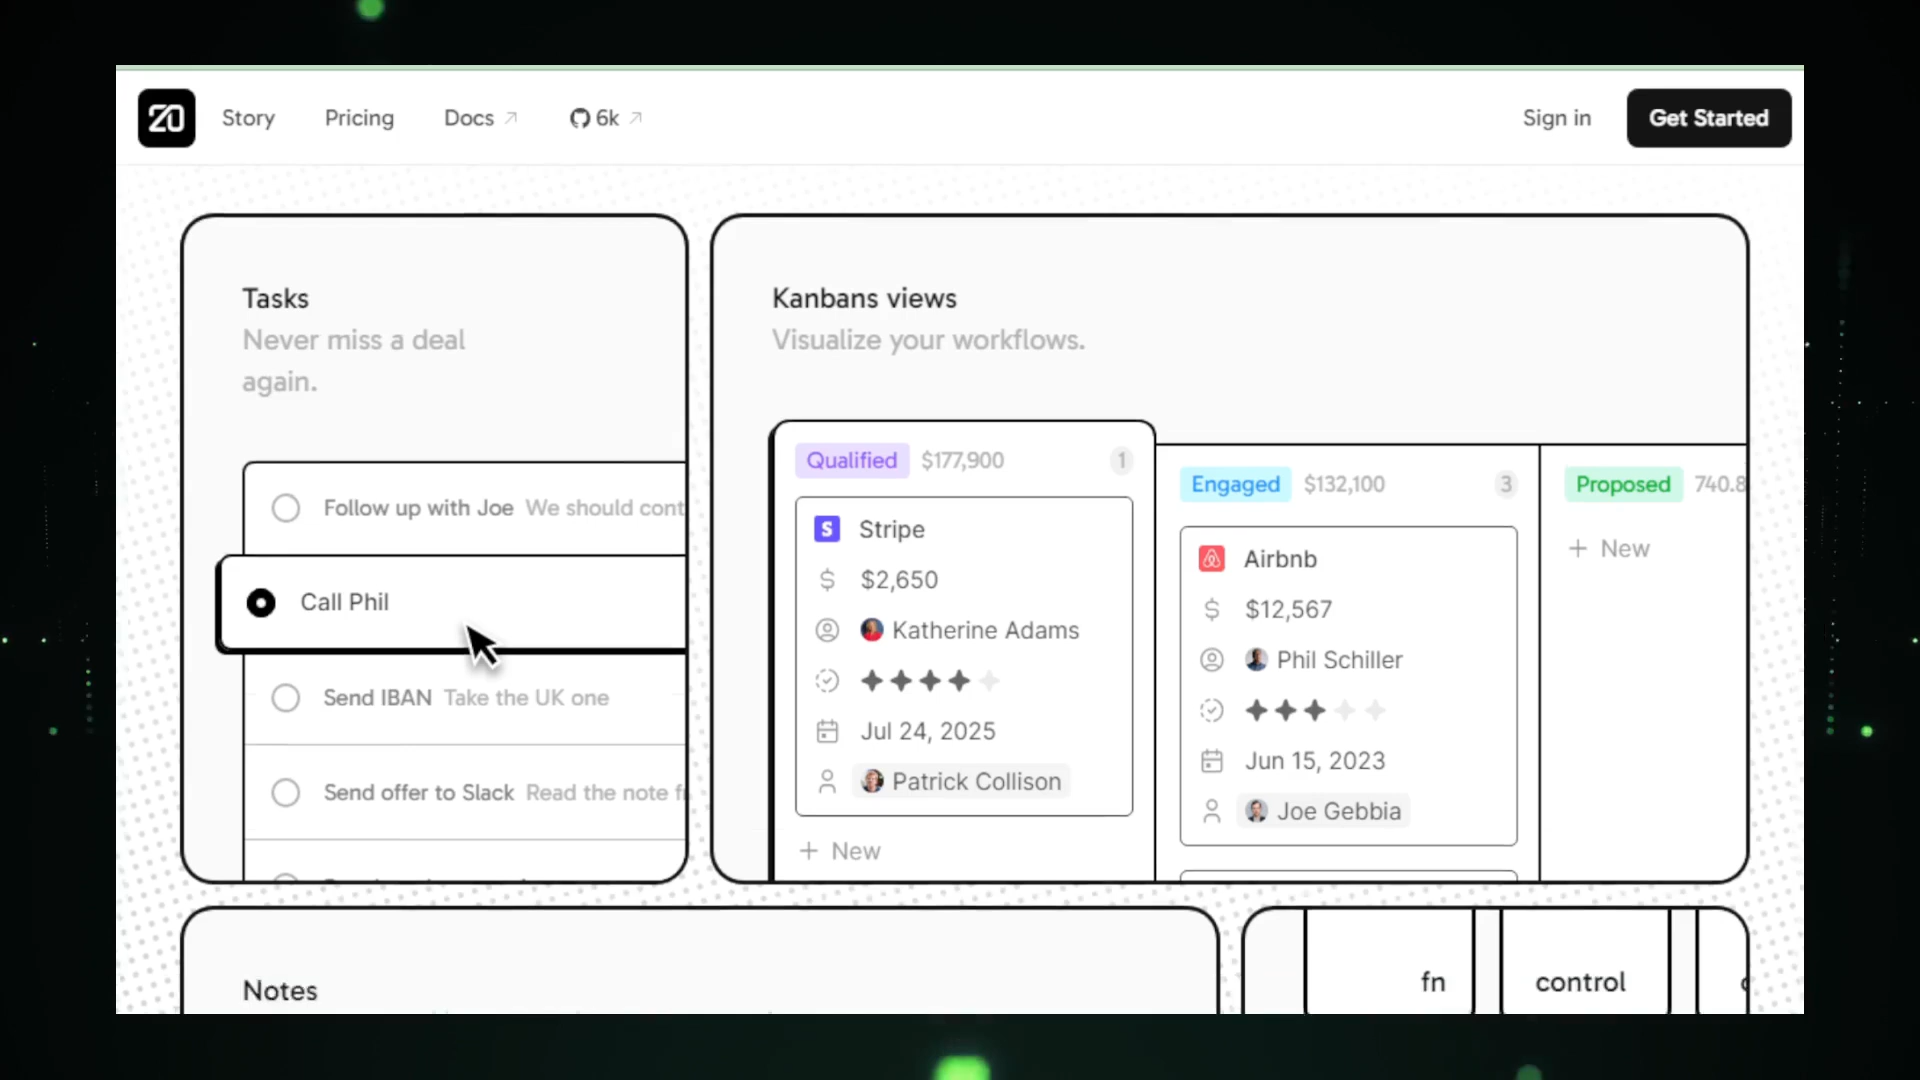 20
Story
Pricing
Docs
6k
Sign in
Get Started
Tasks
Never miss a deal
again.
Follow up with Joe We should cont
Call Phil
Send IBAN Take the UK one
Send offer to Slack Read the note
Kanbans views
Visualize your workflows.
Qualified $177,900 1
Stripe
$2,650
Katherine Adams
Jul 24, 2025
Patrick Collison
+ New
Engaged $132,100 3
Airbnb
$12,567
Phil Schiller
Jun 15, 2023
Joe Gebbia
Proposed 740.8
+ New
Notes
fn
control